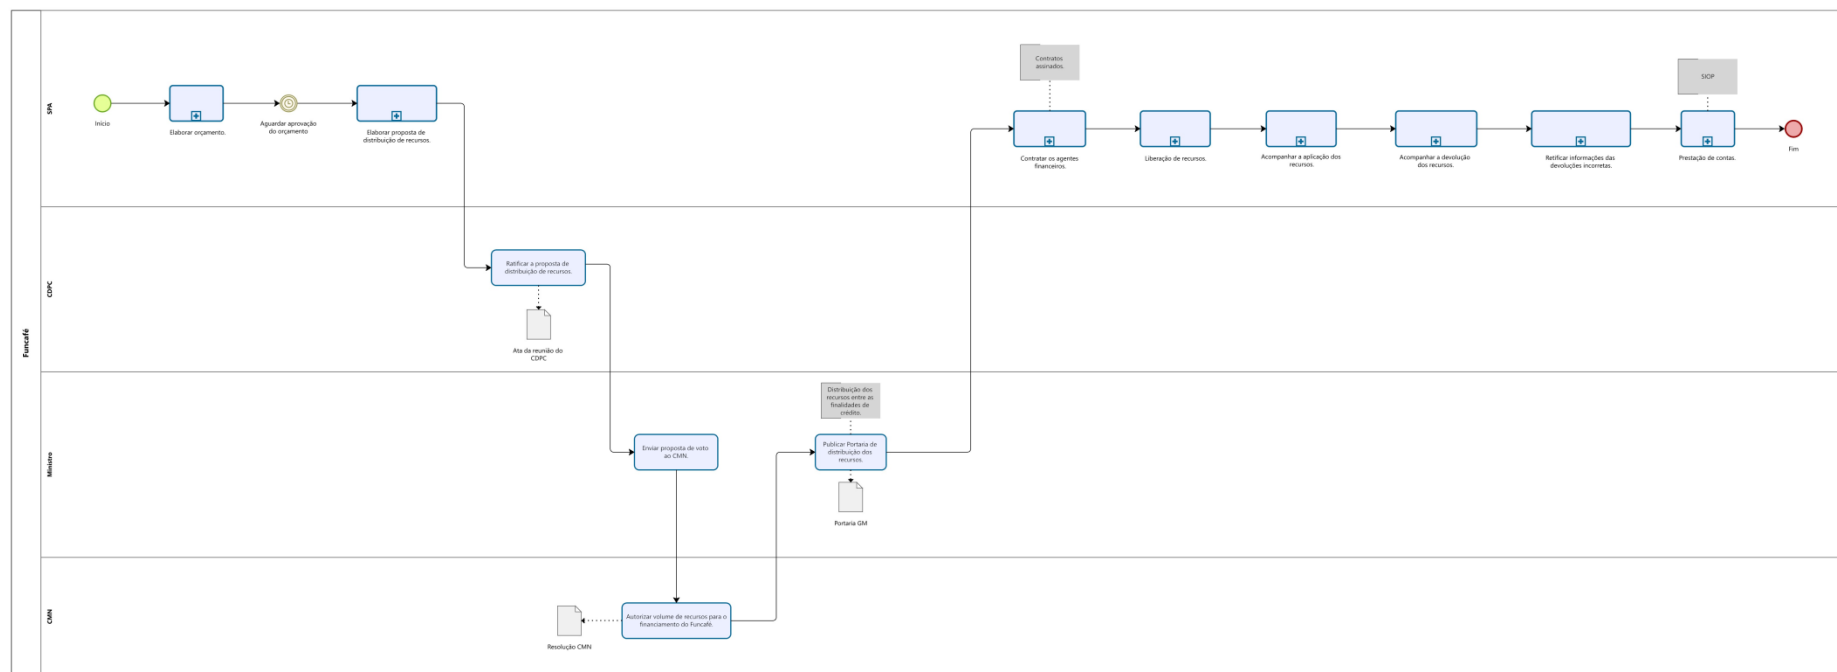 Funcafé
SPA
Início
Elaborar orçamento.
Aguardar aprovação
do orçamento
Elaborar proposta de
distribuição de recursos.
Contratos
assinados.
Contratar os agentes
financeiros.
Liberação de recursos.
Acompanhar a aplicação dos
recursos.
Acompanhar a devolução
dos recursos.
Retificar informações das
devoluções incorretas.
SIOP
Prestação de contas.
Fim
CDPC
Ratificar a proposta de
distribuição de recursos.
Ata da reunião do
CDPC
Ministro
Enviar proposta de voto
ao CMN.
Distribuição dos
recursos entre as
finalidades de
crédito.
Publicar Portaria de
distribuição dos
recursos.
Portaria GM
CMN
Resolução CMN
Autorizar volume de recursos para o
financiamento do Funcafé.